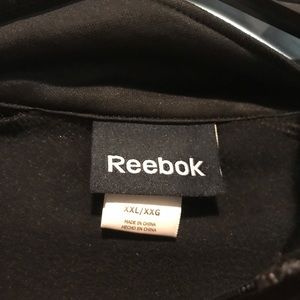 Reebok
XXL/XXG
MADE IN CHINA
HECHO EN CHINA